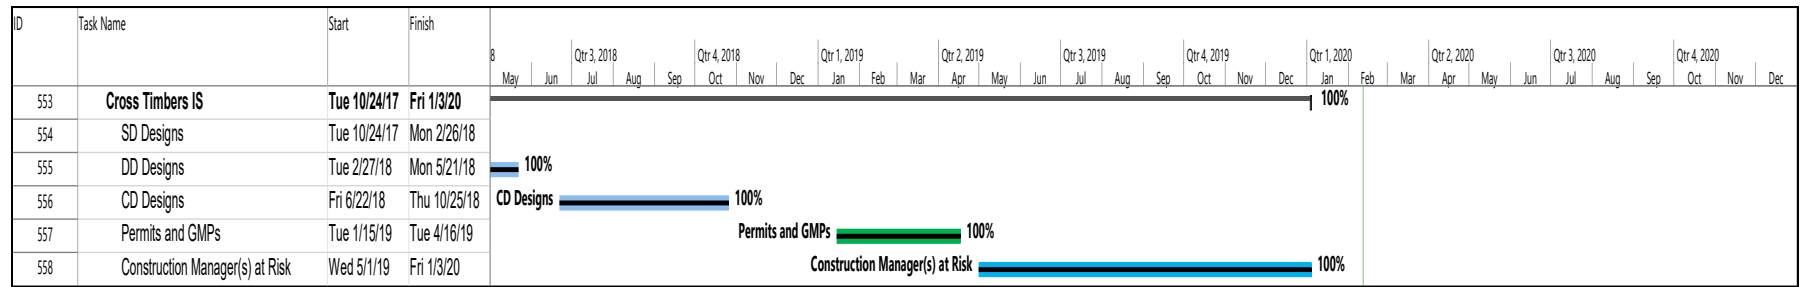 ID Task Name Start Finish
8 Qtr 3, 2018 Qtr 4, 2018 Qtr 1, 2019 Qtr 2, 2019 Qtr 3, 2019 Qtr 4, 2019 Qtr 1, 2020 Qtr 2, 2020 Qtr 3, 2020 Qtr 4, 2020
May Jun Jul Aug Sep Oct Nov Dec Jan Feb Mar Apr May Jun Jul Aug Sep Oct Nov Dec Jan Feb Mar Apr May Jun Jul Aug Sep Oct Nov Dec
553 Cross Timbers IS Tue 10/24/17 Fri 1/3/20 100%
554 SD Designs Tue 10/24/17 Mon 2/26/18
555 DD Designs Tue 2/27/18 Mon 5/21/18 100%
556 CD Designs Fri 6/22/18 Thu 10/25/18 CD Designs 100%
557 Permits and GMPs Tue 1/15/19 Tue 4/16/19 Permits and GMPs 100%
558 Construction Manager(s) at Risk Wed 5/1/19 Fri 1/3/20 Construction Manager(s) at Risk 100%